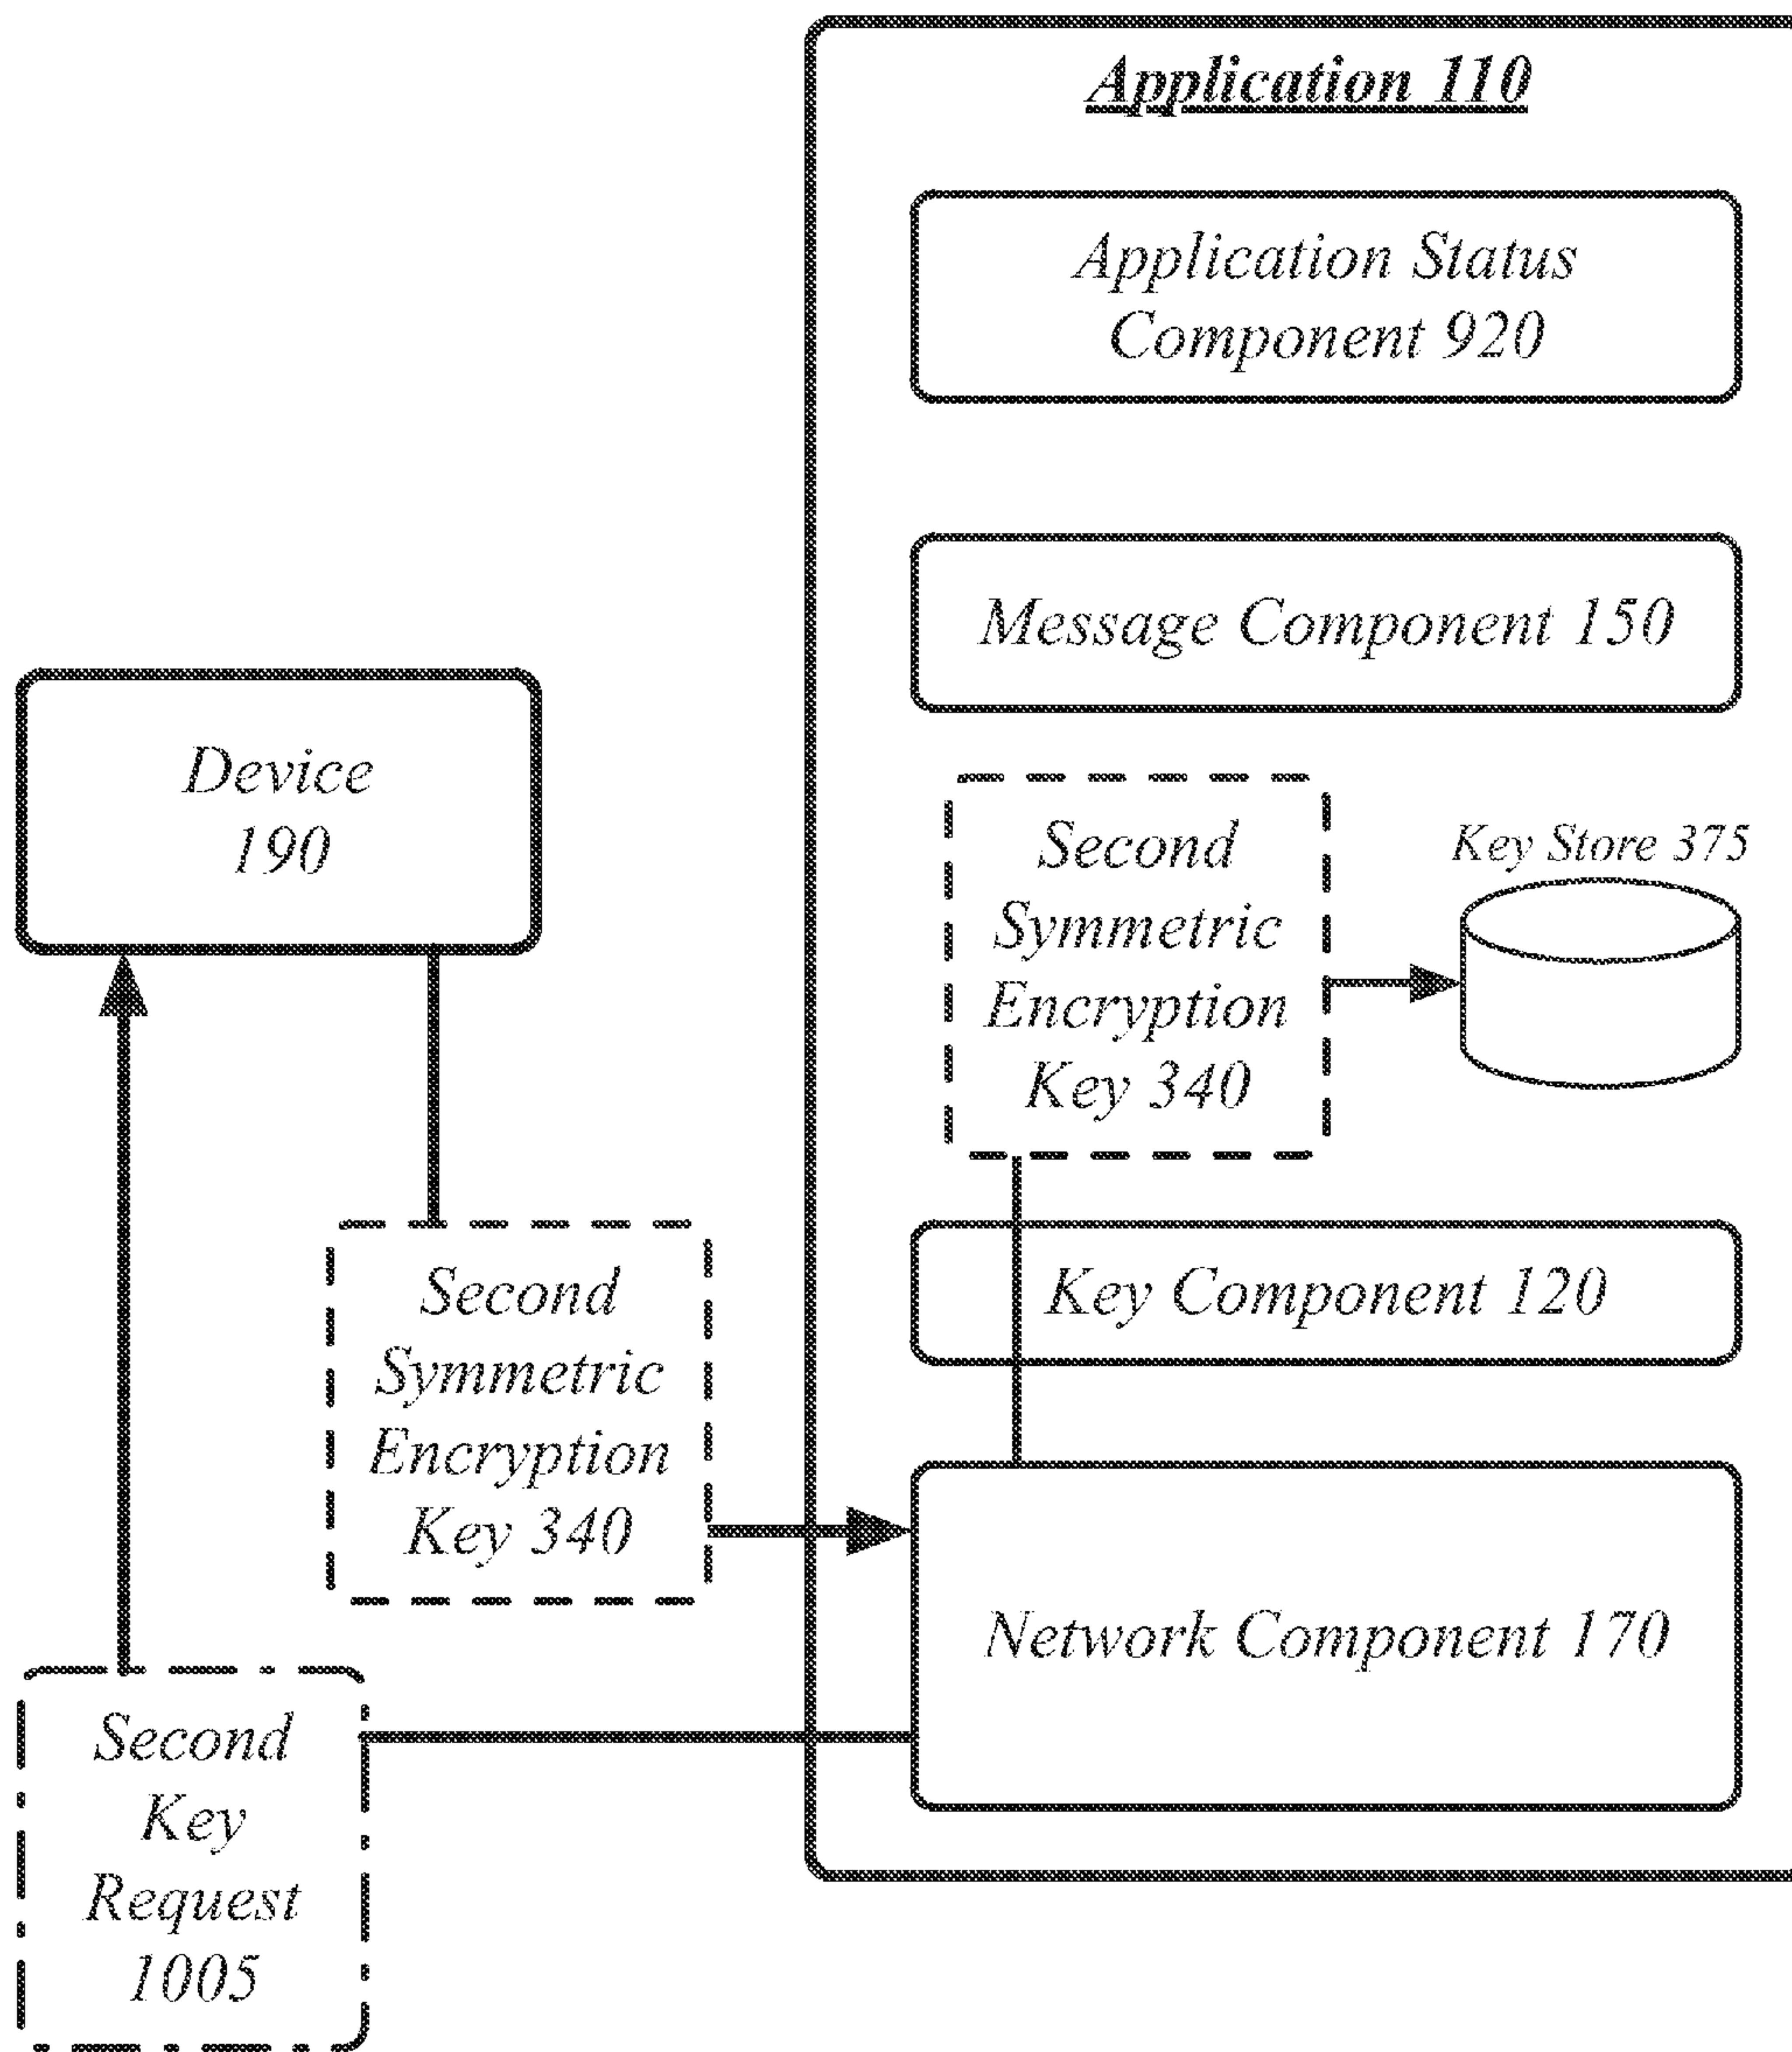 Application 110
Application Status
Component 920
Message Component 150
Device
190
Second
Symmetric
Encryption
Key 340
Key Store 375
Key Component 120
Second
Symmetric
Encryption
Key 340
Network Component 170
Second
Key
Request
1005